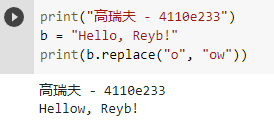 print("高瑞夫 - 4110e233")
b = "Hello, Reyb!"
print(b.replace("o", "ow"))
高瑞夫 - 4110e233
Hellow, Reyb!